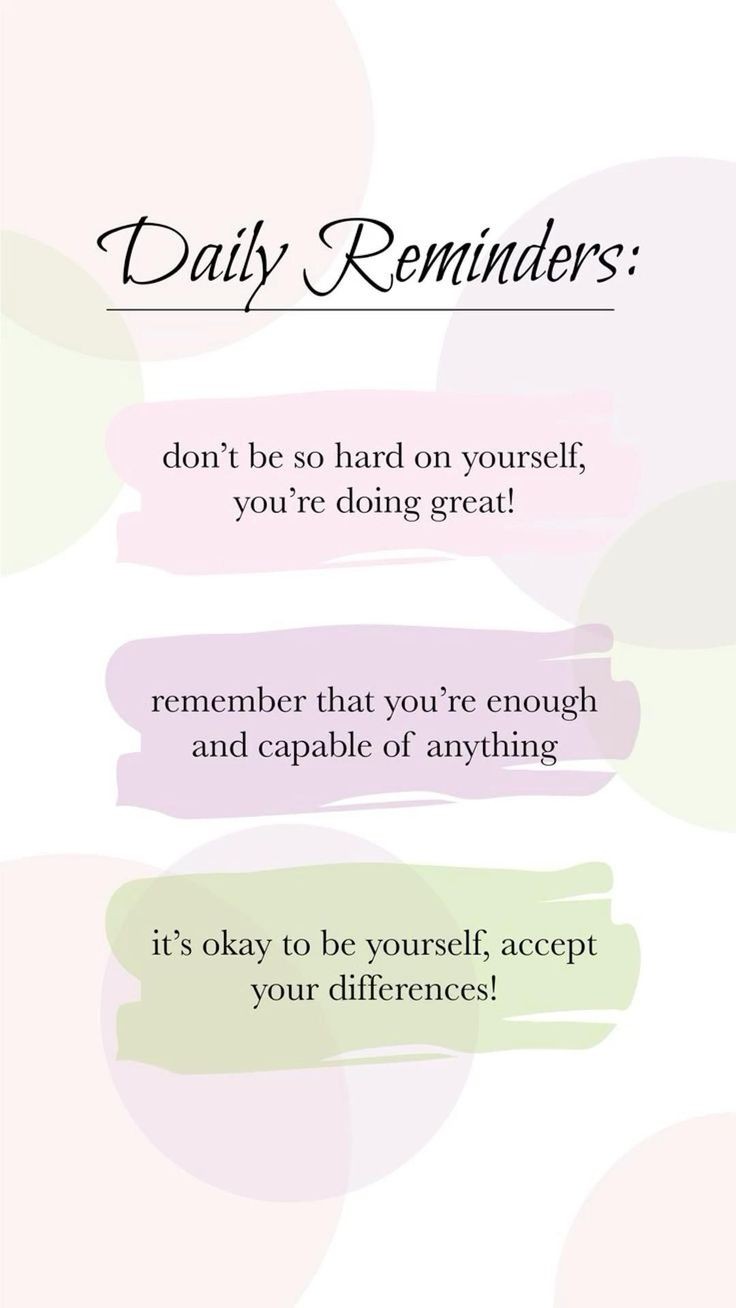 Daily Reminders:
don’t be so hard on yourself,
you’re doing great!
remember that you’re enough
and capable of anything
it’s okay to be yourself, accept
your differences!